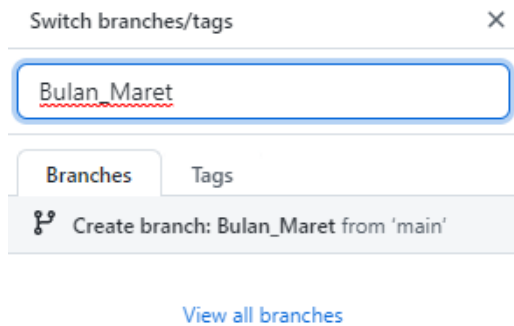 Switch branches/tags
Bulan_Maret
Branches Tags
Create branch: Bulan_Maret from 'main'
View all branches